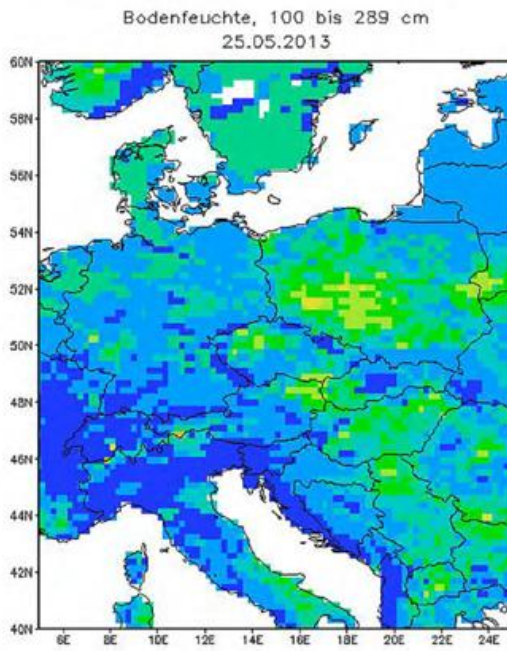 Bodenfeuchte, 100 bis 289 cm
25.05.2013
60N
58N
56N
54N
52N
50N
48N
46N
44N
42N
40N
6E 8E 10E 12E 14E 16E 18E 20E 22E 24E